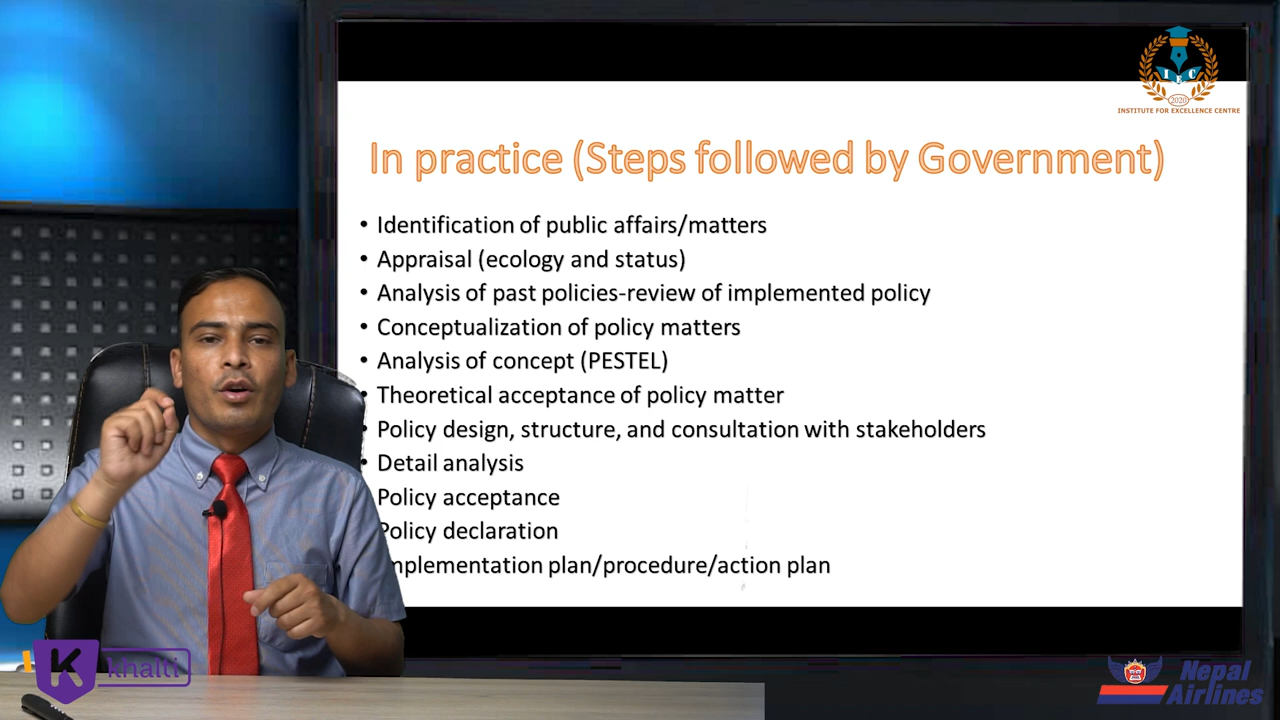 IEC
2020
INSTITUTE FOR EXCELLENCE CENTRE
In practice (Steps followed by Government)
• Identification of public affairs/matters
• Appraisal (ecology and status)
• Analysis of past policies-review of implemented policy
• Conceptualization of policy matters
• Analysis of concept (PESTEL)
• Theoretical acceptance of policy matter
• Policy design, structure, and consultation with stakeholders
• Detail analysis
Policy acceptance
Policy declaration
mplementation plan/procedure/action plan
K khalti
Nepal
Airlines